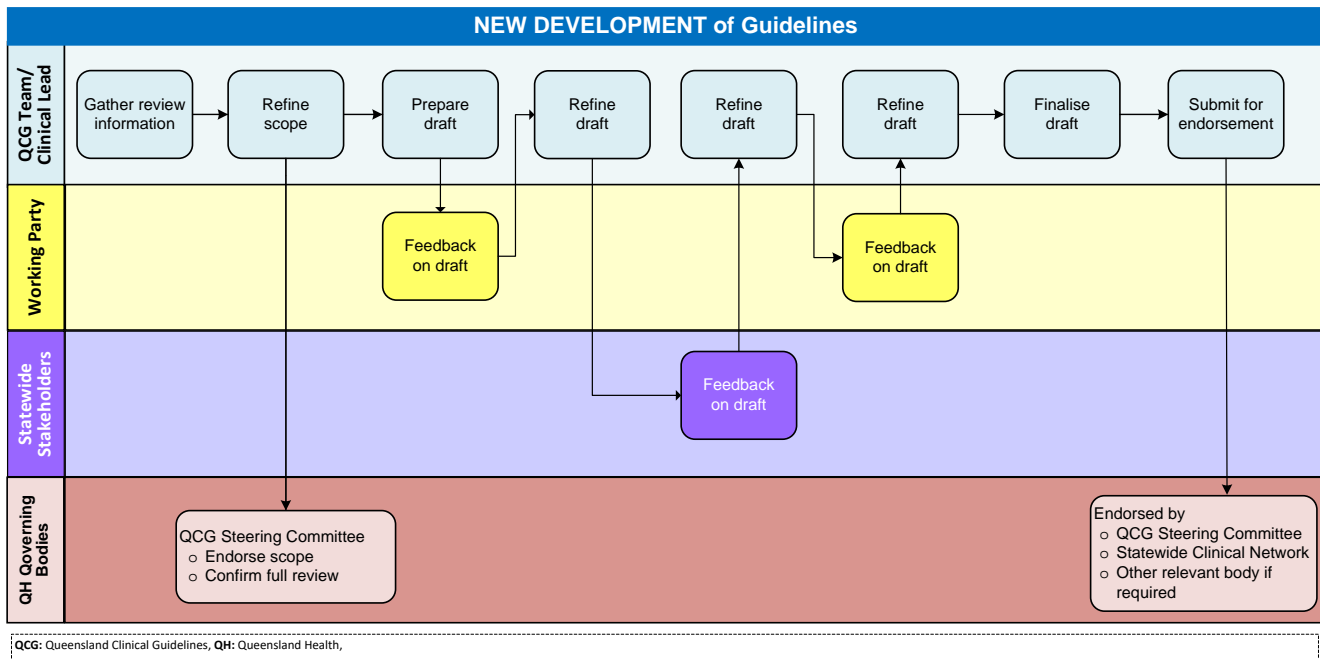 NEW DEVELOPMENT of Guidelines
QCG Team/
Clinical Lead
Gather review
information
Refine
scope
Prepare
draft
Refine
draft
Refine
draft
Refine
draft
Finalise
draft
Submit for
endorsement
Working Party
Feedback
on draft
Feedback
on draft
Statewide
Stakeholders
Feedback
on draft
QH Qoverning
Bodies
QCG Steering Committee
o Endorse scope
o Confirm full review
Endorsed by
o QCG Steering Committee
o Statewide Clinical Network
o Other relevant body if
required
QCG: Queensland Clinical Guidelines, QH: Queensland Health,